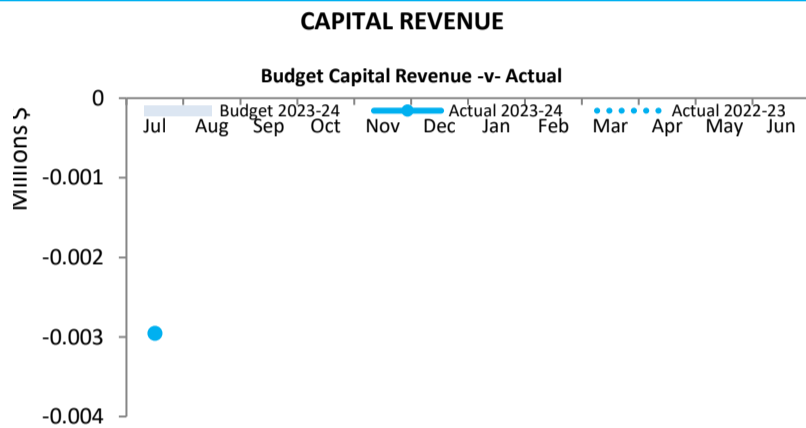 CAPITAL REVENUE
Budget Capital Revenue -v- Actual
Millions $
0
Budget 2023-24 Actual 2023-24 Actual 2022-23
Jul Aug Sep Oct Nov Dec Jan Feb Mar Apr May Jun
-0.001
-0.002
-0.003
-0.004